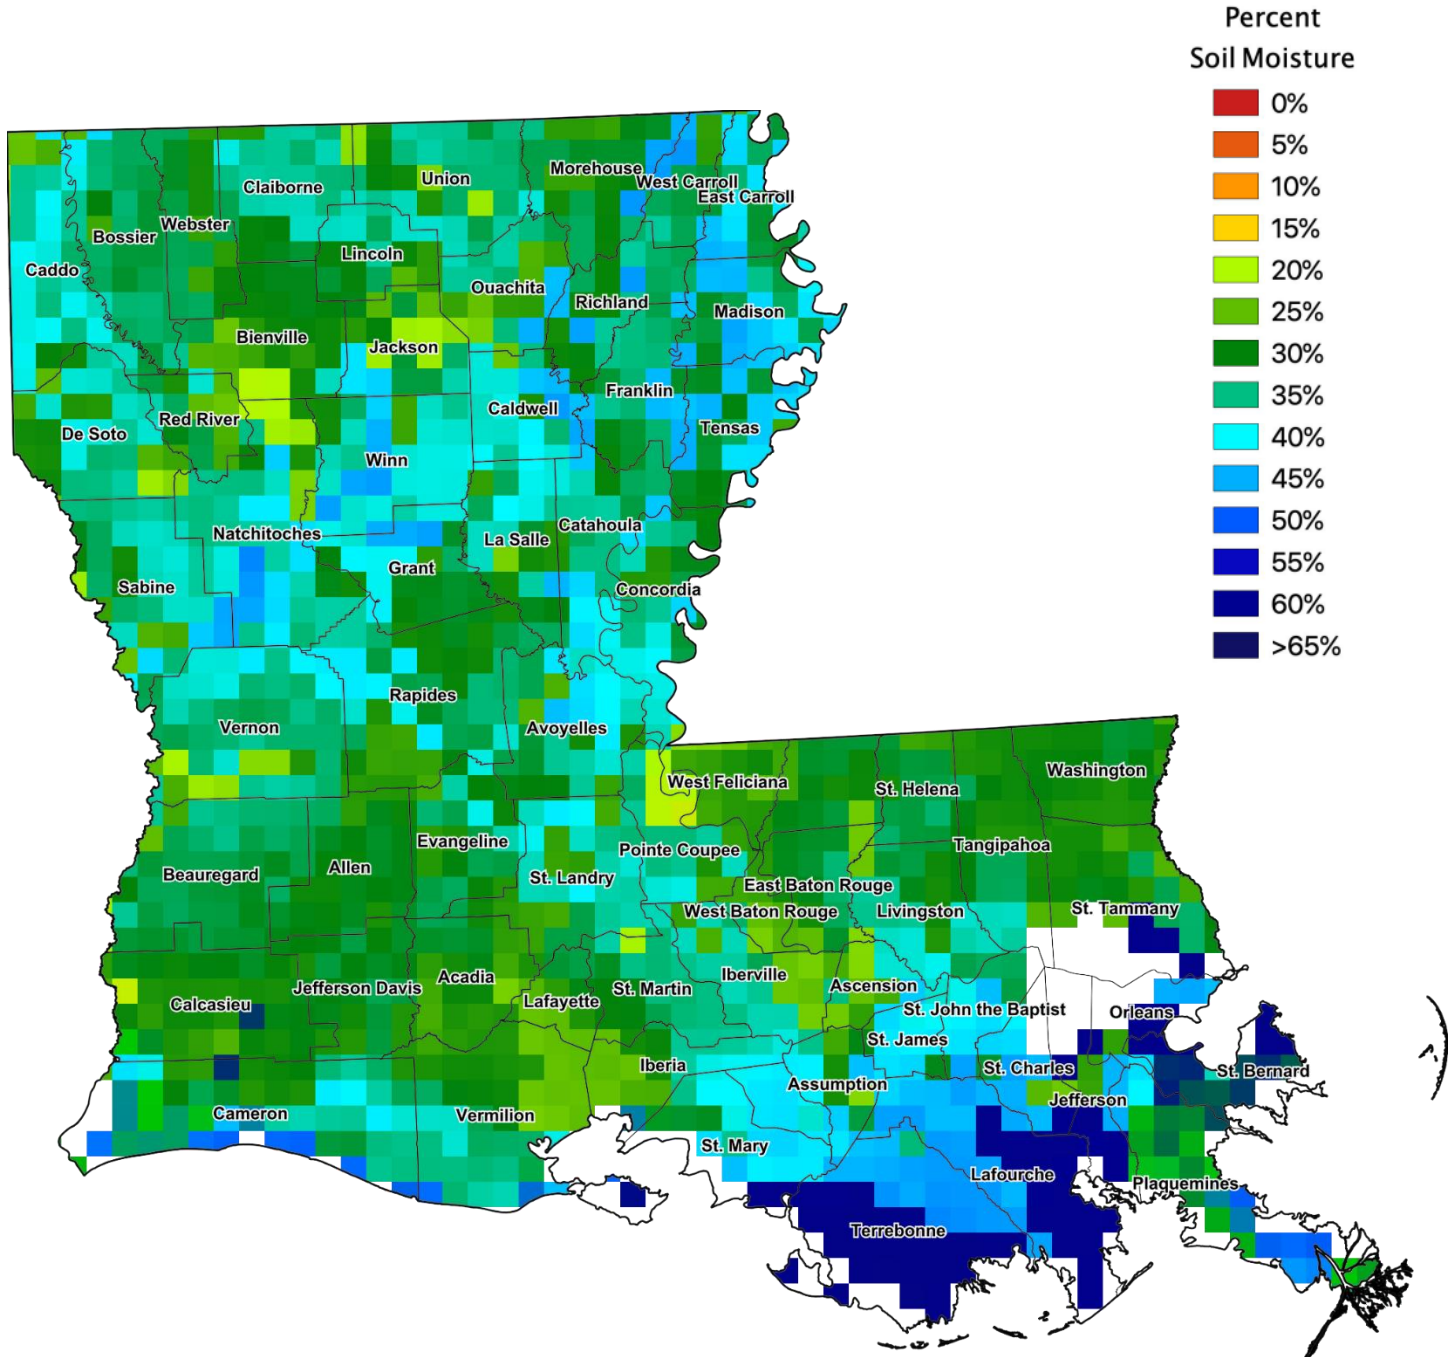 Percent
Soil Moisture
0%
5%
10%
15%
20%
25%
30%
35%
40%
45%
50%
55%
60%
>65%
Morehouse
Union
West Carroll
Claiborne
East Carroll
Webster
Bossier
Lincoln
Caddo
Ouachita
Richland
Madison
Bienville
Jackson
Franklin
Caldwell
Red River
Tensas
De Soto
Winn
Catahoula
Natchitoches
La Salle
Grant
Sabine
Concordia
Rapides
Vernon
Avoyelles
Washington
West Feliciana
St. Helena
Evangeline
Tangipahoa
Pointe Coupee
Allen
Beauregard
St. Landry
East Baton Rouge
St. Tammany
West Baton Rouge
Livingston
Iberville
Acadia
Ascension
Jefferson Davis
St. Martin
Lafayette
Calcasieu
St. John the Baptist
Orleans
St. James
Iberia
St. Charles
St. Bernard
Assumption
Jefferson
Cameron
Vermilion
St. Mary
Lafourche
Plaquemines
Terrebonne